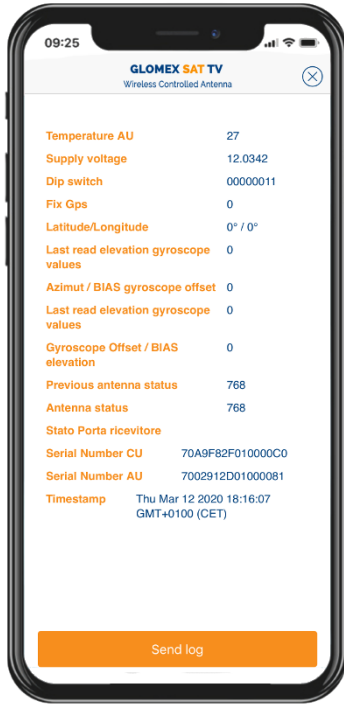 09:25
GLOMEX SAT TV
Wireless Controlled Antenna
Temperature AU 27
Supply voltage 12.0342
Dip switch 00000011
Fix Gps 0
Latitude/Longitude 0° / 0°
Last read elevation gyroscope 0
values
Azimut / BIAS gyroscope offset 0
Last read elevation gyroscope 0
values
Gyroscope Offset / BIAS 0
elevation
Previous antenna status 768
Antenna status 768
Stato Porta ricevitore
Serial Number CU 70A9F82F010000C0
Serial Number AU 7002912D01000081
Timestamp Thu Mar 12 2020 18:16:07
GMT+0100 (CET)
Send log